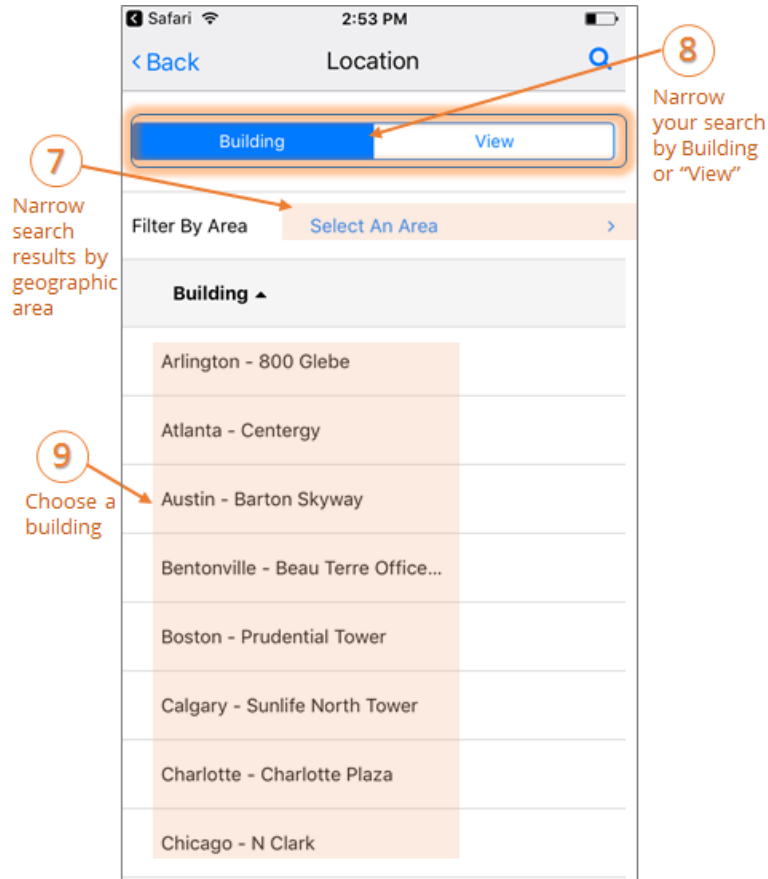 Safari 2:53 PM
< Back Location
8
Narrow
your search
by Building
or “View”
Building View
7
Narrow
search
results by
geographic
area
Filter By Area Select An Area >
Building
Arlington - 800 Glebe
Atlanta - Centergy
9
Choose a
building
Austin - Barton Skyway
Bentonville - Beau Terre Office...
Boston - Prudential Tower
Calgary - Sunlife North Tower
Charlotte - Charlotte Plaza
Chicago - N Clark